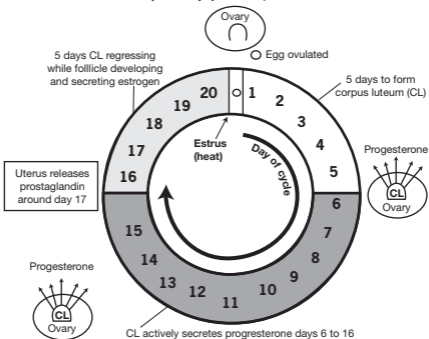 Ovary
Egg ovulated
5 days CL regressing
while follicle developing
and secreting estrogen
5 days to form
corpus luteum (CL)
20
1
2
3
4
5
6
7
8
9
10
11
12
13
14
15
16
17
18
19
Estrus
(heat)
Day of cycle
Uterus releases
prostaglandin
around day 17
Progesterone
CL
Ovary
Progesterone
CL
Ovary
CL actively secretes progresterone days 6 to 16